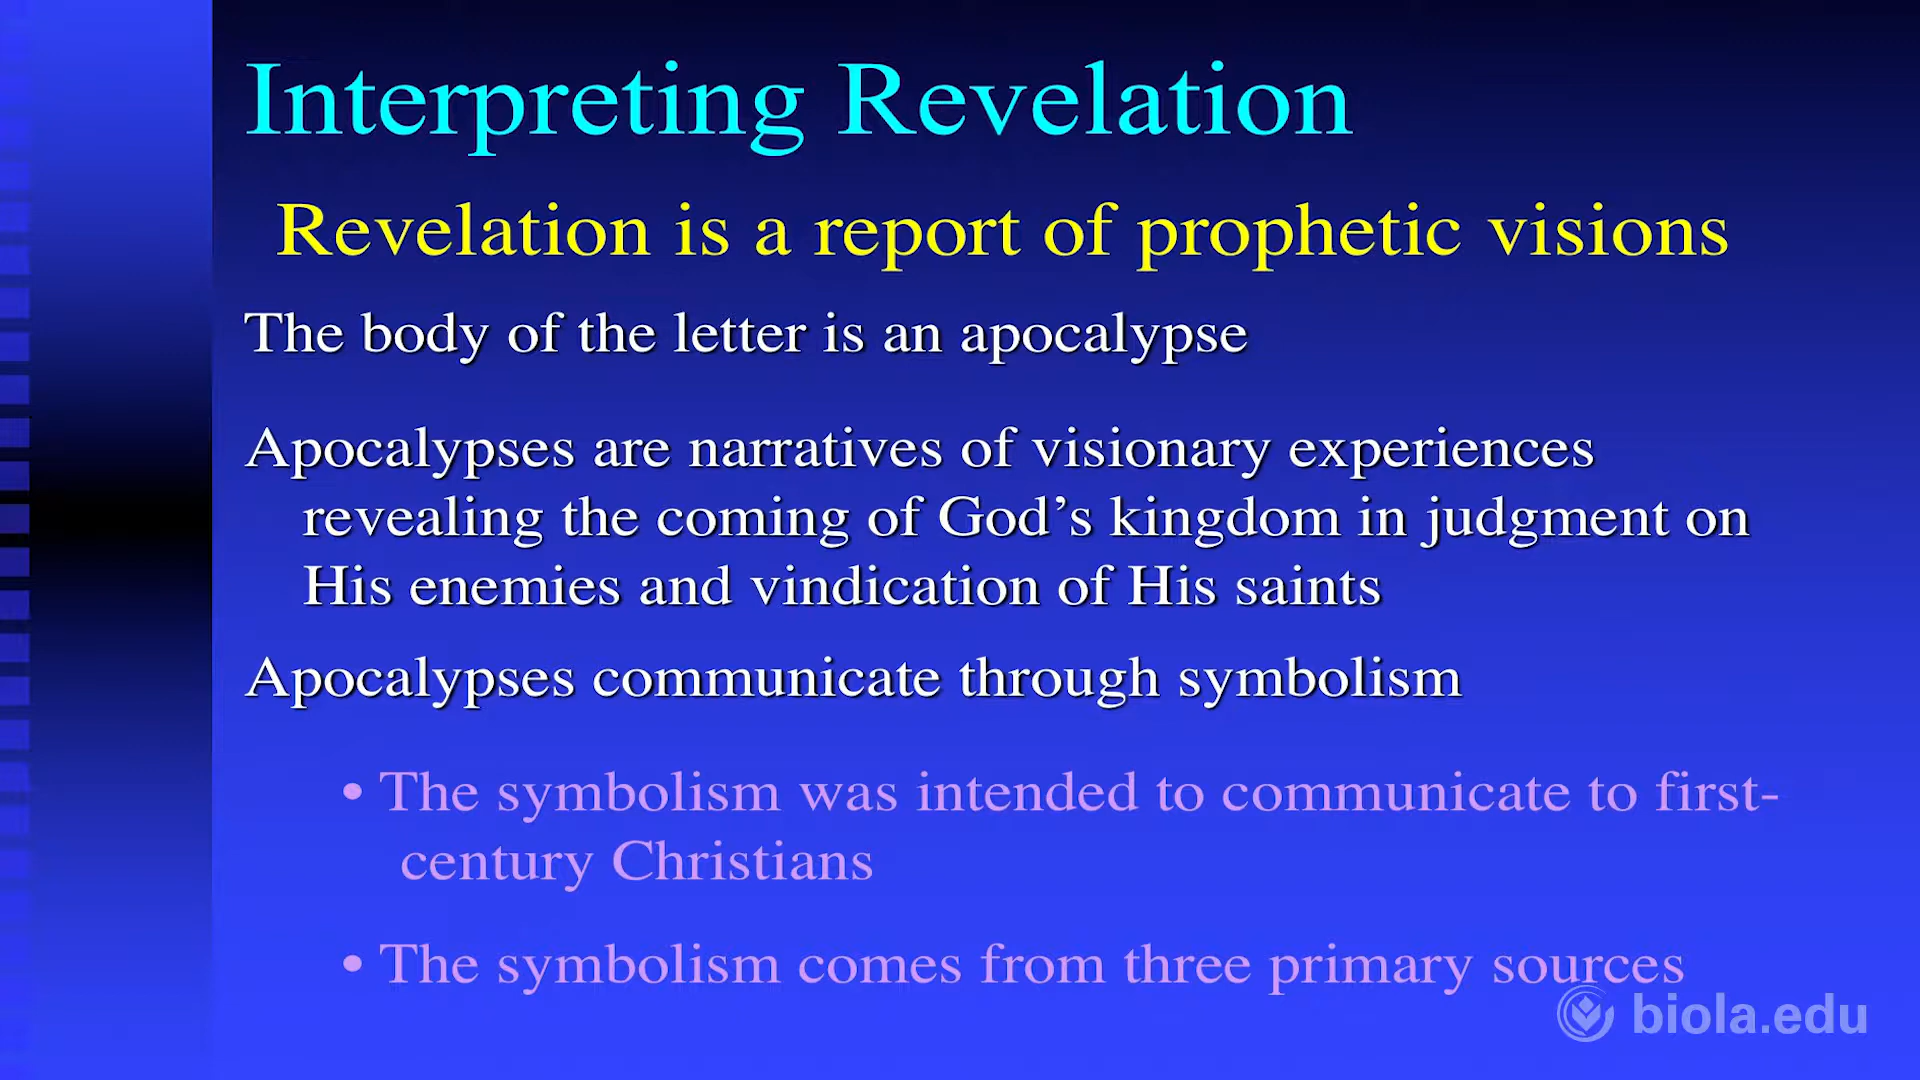 Interpreting Revelation
Revelation is a report of prophetic visions
The body of the letter is an apocalypse
Apocalypses are narratives of visionary experiences
revealing the coming of God’s kingdom in judgment on
His enemies and vindication of His saints
Apocalypses communicate through symbolism
• The symbolism was intended to communicate to first-
century Christians
• The symbolism comes from three primary sources
biola.edu